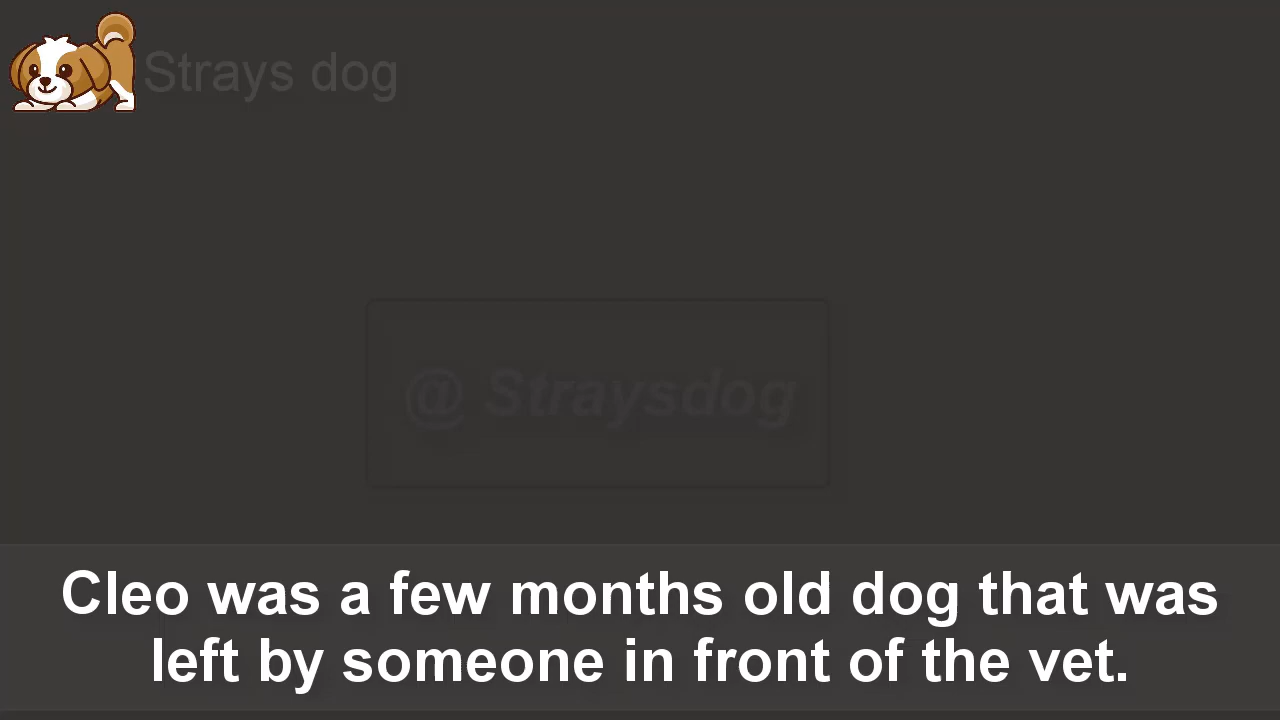 Strays dog
@ Straysdog
Cleo was a few months old dog that was
left by someone in front of the vet.